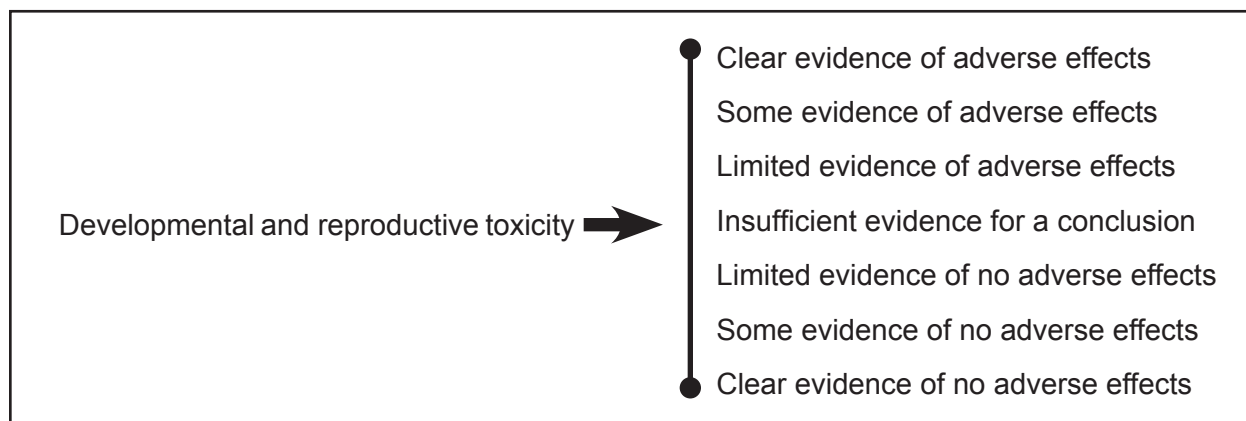 Clear evidence of adverse effects
Some evidence of adverse effects
Limited evidence of adverse effects
Developmental and reproductive toxicity
Insufficient evidence for a conclusion
Limited evidence of no adverse effects
Some evidence of no adverse effects
Clear evidence of no adverse effects